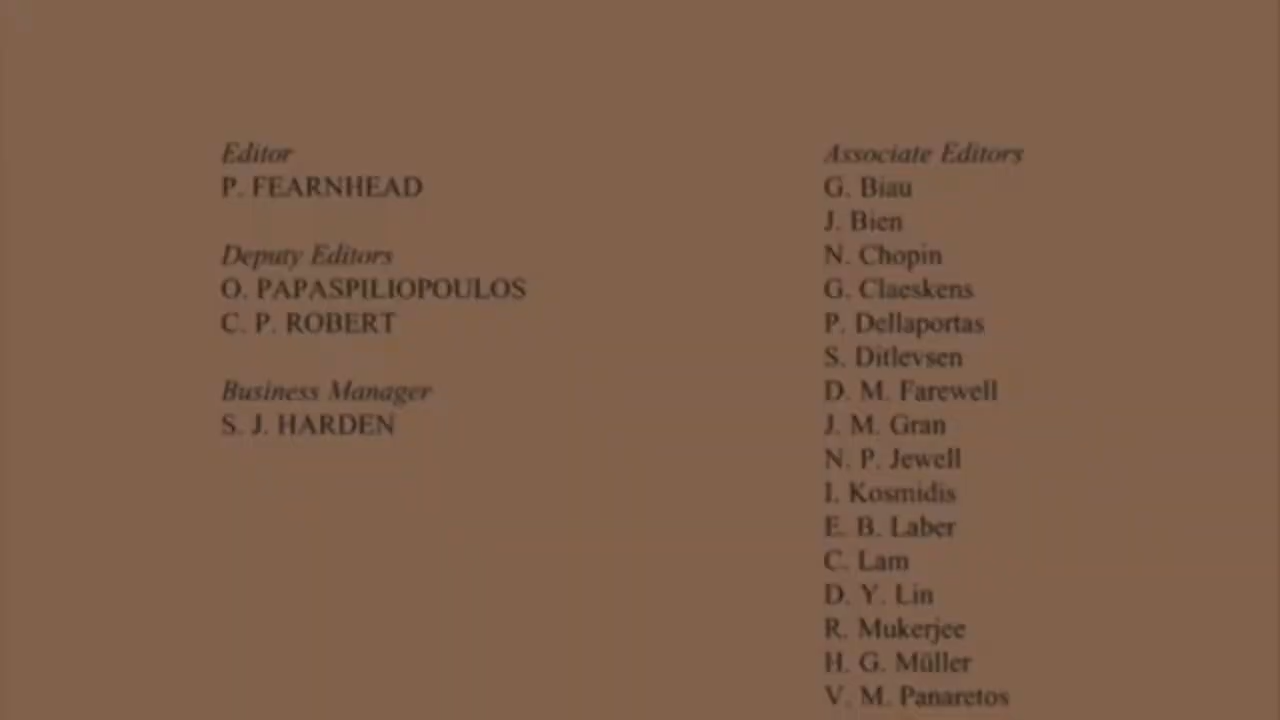 Editor
P. FEARNHEAD
Deputy Editors
O. PAPASPILIOPOULOS
C. P. ROBERT
Business Manager
S. J. HARDEN
Associate Editors
G. Biau
J. Bien
N. Chopin
G. Claeskens
P. Dellaportas
S. Ditlevsen
D. M. Farewell
J. M. Gran
N. P. Jewell
I. Kosmidis
E. B. Laber
C. Lam
D. Y. Lin
R. Mukerjee
H. G. Müller
V. M. Panaretos